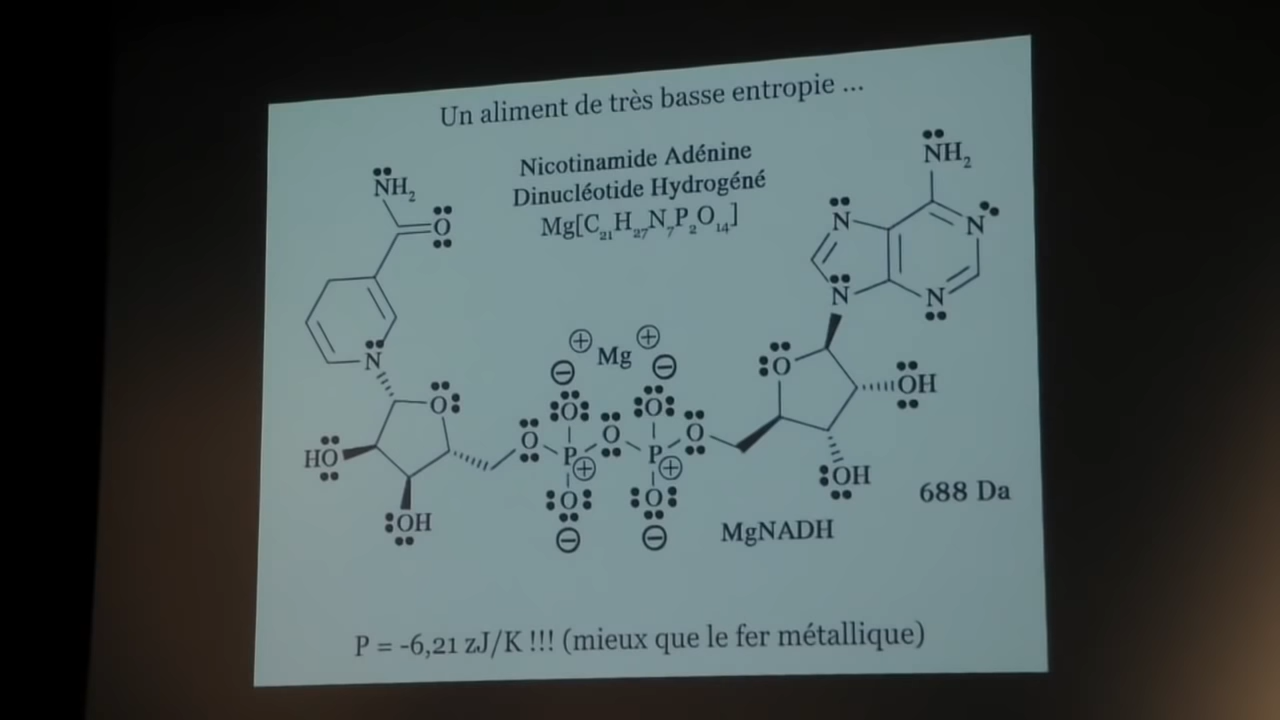 Un aliment de très basse entropie ...
Nicotinamide Adénine
Dinucléotide Hydrogéné
Mg[C₂₁H₂₇N₇P₂O₁₄]
NH₂
O
N
HO
OH
O
O
P
O
O
O
P
O
O
O
⊕ Mg ⊕
⊖ ⊖
⊕ ⊕
⊖ ⊖
NH₂
N
N
N
N
O
OH
OH
688 Da
MgNADH
P = -6,21 zJ/K !!! (mieux que le fer métallique)